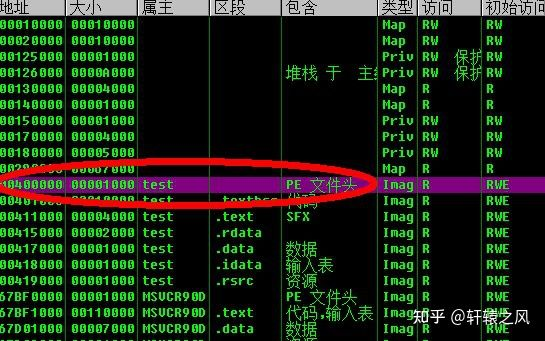 地址 大小 属主 区段 包含 类型 访问 初始访问
00010000 00010000 Map RW RW
00020000 00010000 Map RW RW
00125000 00001000 Priv RW 保护 RW
00126000 0000A000 堆栈 于 主线 Priv RW 保护 RW
00130000 00004000 Map R R
00140000 00001000 Map R R
00150000 00001000 Priv RW RW
00170000 00004000 Priv RW RW
00180000 00005000 Priv RW RW
00067000 Map R R
00400000 00001000 test PE 文件头 Imag R RWE
00401000 00010000 test .textbss 代码 Imag R RWE
00411000 00004000 test .text SFX Imag R RWE
00415000 00002000 test .rdata Imag R RWE
00417000 00001000 test .data 数据 Imag R RWE
00418000 00001000 test .idata 输入表 Imag R RWE
00419000 00001000 test .rsrc 资源 Imag R RWE
67BF0000 00001000 MSVCR90D PE 文件头 Imag R RWE
67BF1000 00110000 MSVCR90D .text 代码,输入表
67D01000 00007000 MSVCR90D .data 数据 Imag R RWE
知乎 @轩辕之风